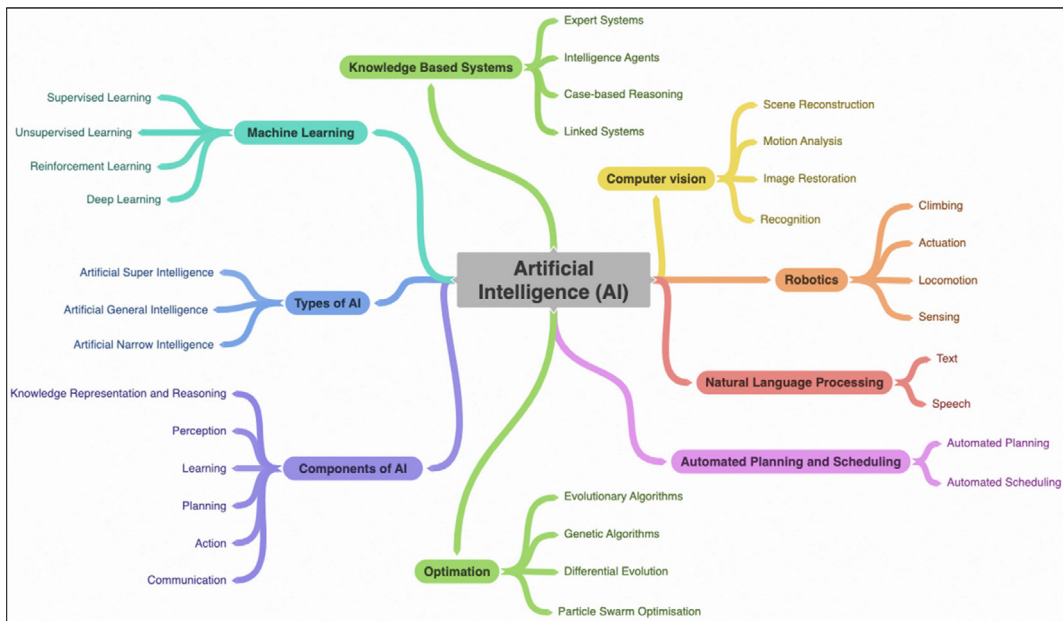 Artificial
Intelligence (AI)
Knowledge Based Systems
Expert Systems
Intelligence Agents
Case-based Reasoning
Linked Systems
Machine Learning
Supervised Learning
Unsupervised Learning
Reinforcement Learning
Deep Learning
Types of AI
Artificial Super Intelligence
Artificial General Intelligence
Artificial Narrow Intelligence
Components of AI
Knowledge Representation and Reasoning
Perception
Learning
Planning
Action
Communication
Computer vision
Scene Reconstruction
Motion Analysis
Image Restoration
Recognition
Robotics
Climbing
Actuation
Locomotion
Sensing
Natural Language Processing
Text
Speech
Automated Planning and Scheduling
Automated Planning
Automated Scheduling
Optimation
Evolutionary Algorithms
Genetic Algorithms
Differential Evolution
Particle Swarm Optimisation